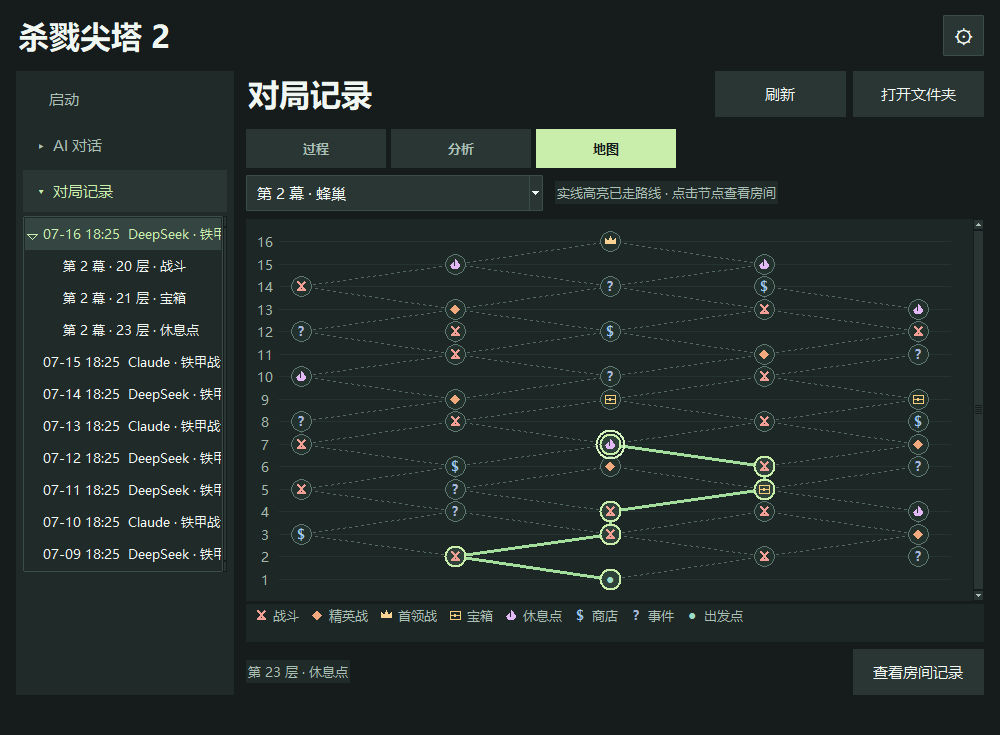 杀戮尖塔 2
启动
AI 对话
对局记录
07-16 18:25 DeepSeek · 铁甲
第 2 幕 · 20 层 · 战斗
第 2 幕 · 21 层 · 宝箱
第 2 幕 · 23 层 · 休息点
07-15 18:25 Claude · 铁甲战
07-14 18:25 DeepSeek · 铁甲
07-13 18:25 Claude · 铁甲战
07-12 18:25 DeepSeek · 铁甲
07-11 18:25 DeepSeek · 铁甲
07-10 18:25 Claude · 铁甲战
07-09 18:25 DeepSeek · 铁甲
对局记录
刷新
打开文件夹
过程
分析
地图
第 2 幕 · 蜂巢
实线高亮已走路线 · 点击节点查看房间
16
15
14 ? $
13
12 ? $
11 ?
10 ?
9
8 ? $
7
6 $ ?
5 ?
4 ?
3 $
2 ?
1
战斗 精英战 首领战 宝箱 休息点 $ 商店 ? 事件 出发点
第 23 层 · 休息点
查看房间记录